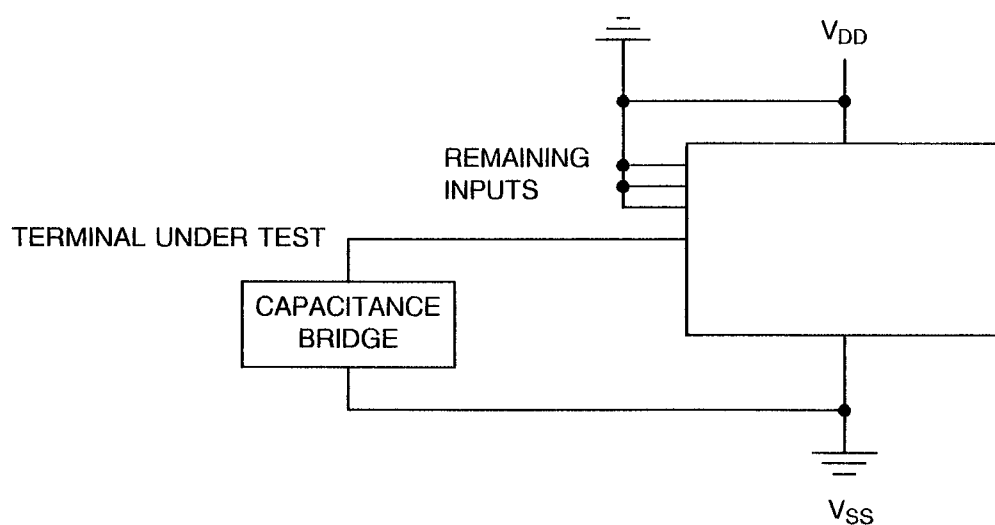 VDD
REMAINING
INPUTS
TERMINAL UNDER TEST
CAPACITANCE
BRIDGE
VSS